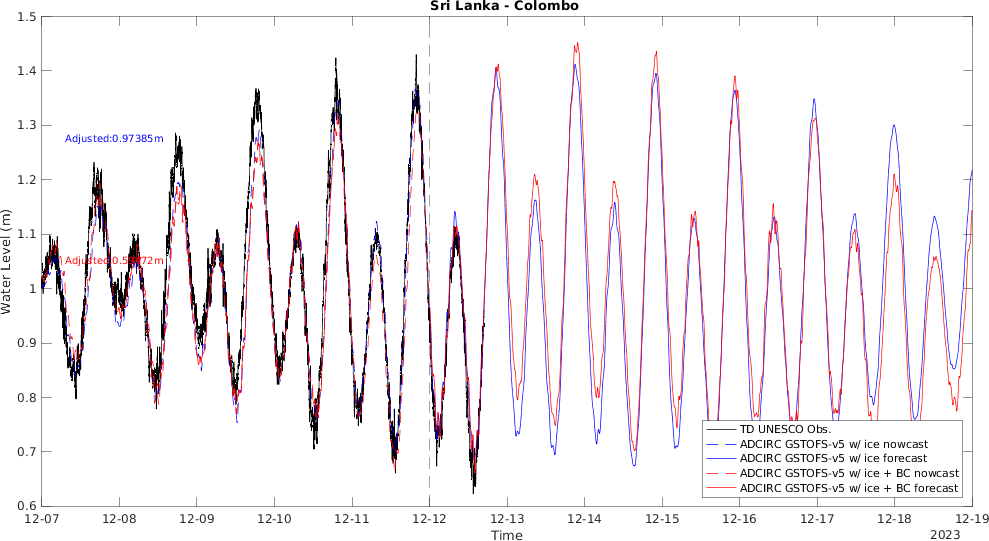 Sri Lanka - Colombo
1.5
1.4
1.3
1.2
1.1
1
0.9
0.8
0.7
0.6
Water Level (m)
Adjusted:0.97385m
TD UNESCO Obs.
ADCIRC GSTOFS-v5 w/ ice nowcast
ADCIRC GSTOFS-v5 w/ ice forecast
ADCIRC GSTOFS-v5 w/ ice + BC nowcast
ADCIRC GSTOFS-v5 w/ ice + BC forecast
12-07 12-08 12-09 12-10 12-11 12-12 12-13 12-14 12-15 12-16 12-17 12-18 12-19
Time
2023